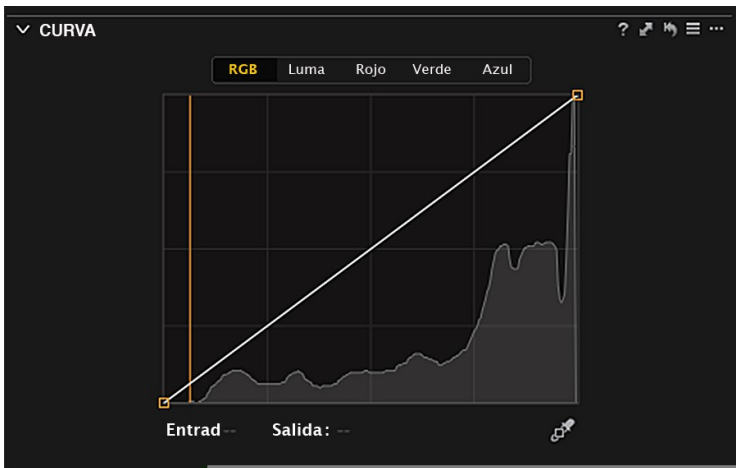 CURVA ?
RGB Luma Rojo Verde Azul
Entrad-- Salida: --